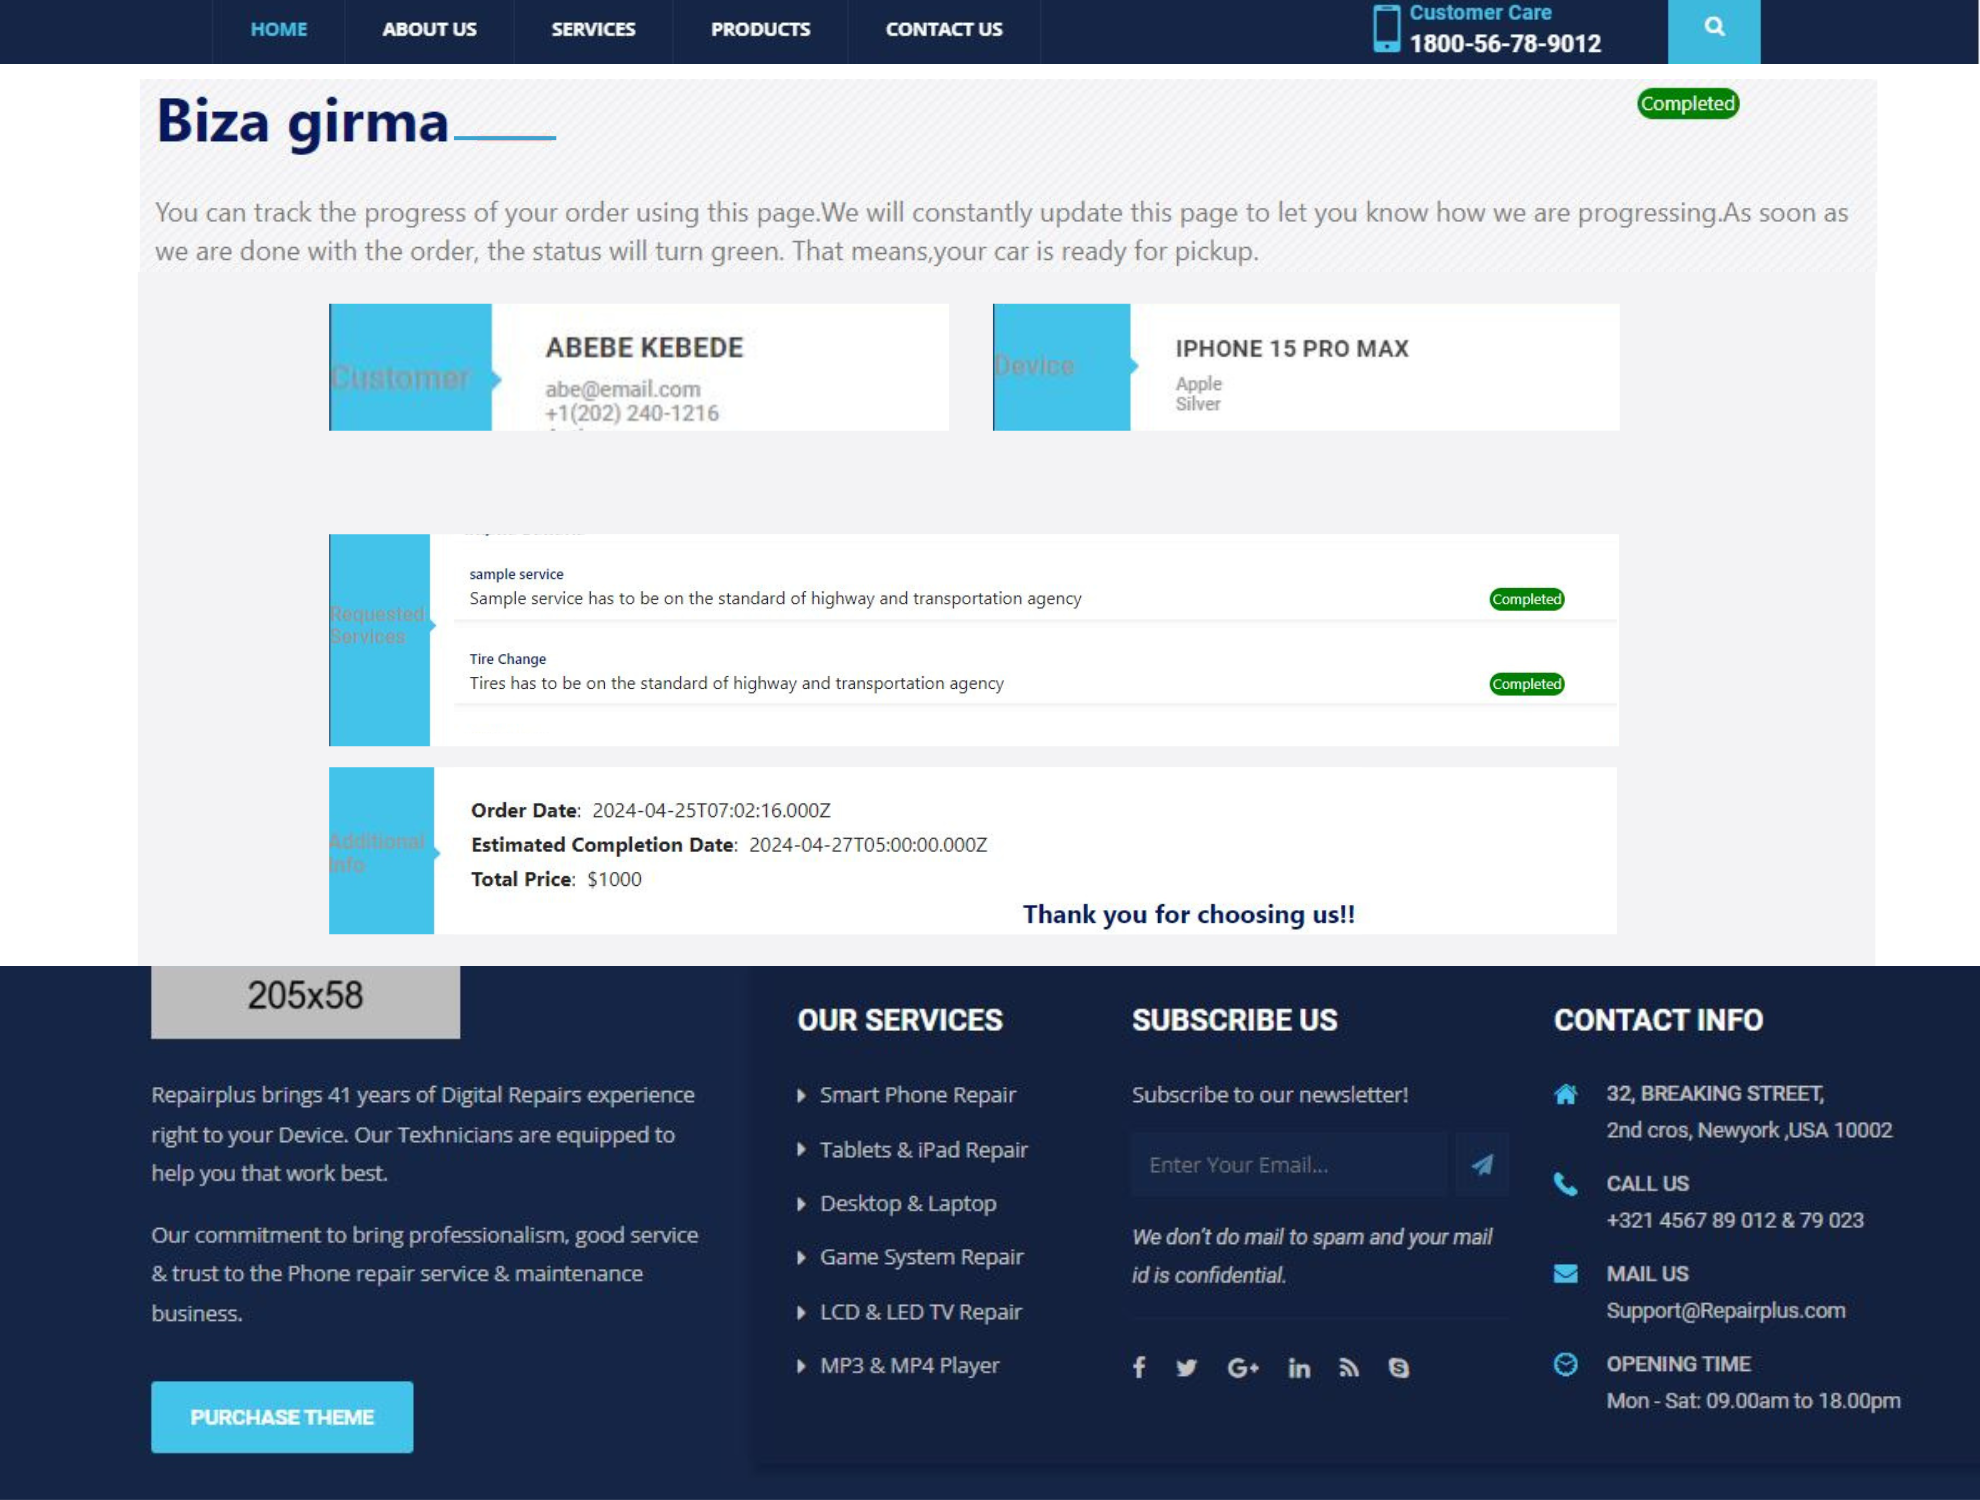 HOME ABOUT US SERVICES PRODUCTS CONTACT US
Customer Care
1800-56-78-9012
Biza girma
Completed
You can track the progress of your order using this page.We will constantly update this page to let you know how we are progressing.As soon as
we are done with the order, the status will turn green. That means,your car is ready for pickup.
Customer
ABEBE KEBEDE
abe@email.com
+1(202) 240-1216
Device
IPHONE 15 PRO MAX
Apple
Silver
Requested
Services
sample service
Sample service has to be on the standard of highway and transportation agency
Completed
Tire Change
Tires has to be on the standard of highway and transportation agency
Completed
Additional
Info
Order Date: 2024-04-25T07:02:16.000Z
Estimated Completion Date: 2024-04-27T05:00:00.000Z
Total Price: $1000
Thank you for choosing us!!
205x58
Repairplus brings 41 years of Digital Repairs experience
right to your Device. Our Texhnicians are equipped to
help you that work best.
Our commitment to bring professionalism, good service
& trust to the Phone repair service & maintenance
business.
PURCHASE THEME
OUR SERVICES
Smart Phone Repair
Tablets & iPad Repair
Desktop & Laptop
Game System Repair
LCD & LED TV Repair
MP3 & MP4 Player
SUBSCRIBE US
Subscribe to our newsletter!
Enter Your Email...
We don't do mail to spam and your mail
id is confidential.
CONTACT INFO
32, BREAKING STREET,
2nd cros, Newyork ,USA 10002
CALL US
+321 4567 89 012 & 79 023
MAIL US
Support@Repairplus.com
OPENING TIME
Mon - Sat: 09.00am to 18.00pm